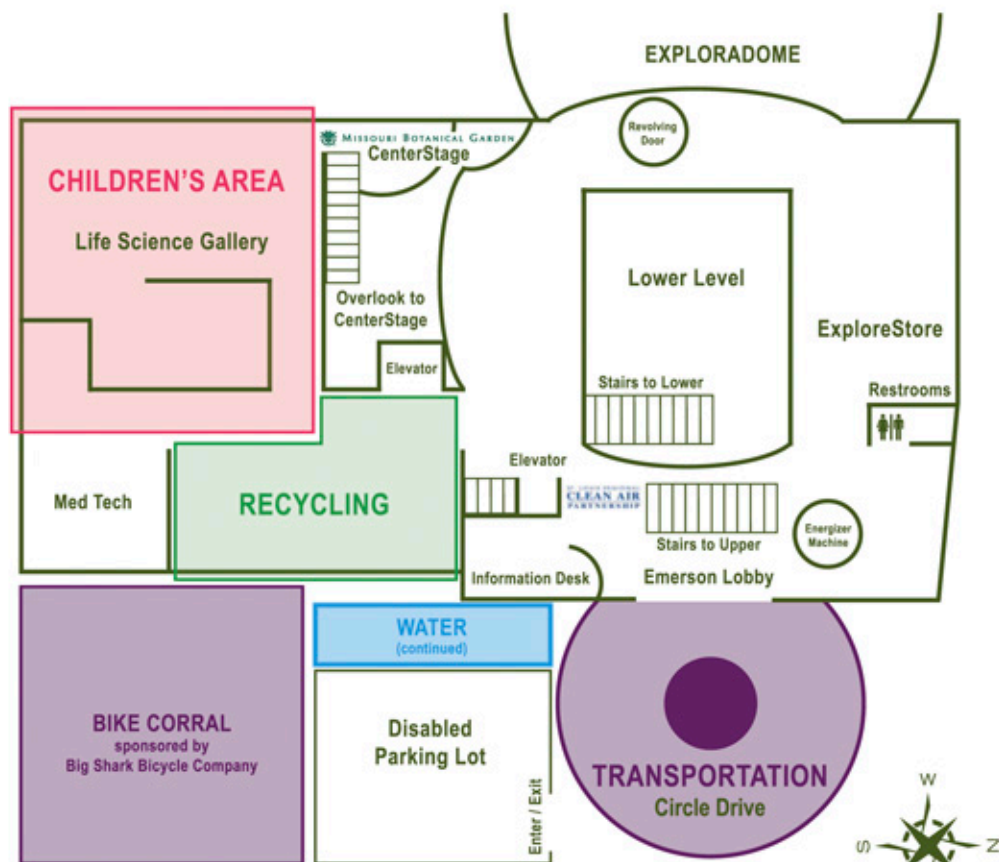 EXPLORADOME
Revolving
Door
MISSOURI BOTANICAL GARDEN
CenterStage
CHILDREN'S AREA
Life Science Gallery
Lower Level
Overlook to
CenterStage
ExploreStore
Elevator
Stairs to Lower
Restrooms
Elevator
Med Tech
RECYCLING
ST. LOUIS REGIONAL
CLEAN AIR
PARTNERSHIP
Energizer
Machine
Stairs to Upper
Information Desk
Emerson Lobby
WATER
(continued)
BIKE CORRAL
sponsored by
Big Shark Bicycle Company
Disabled
Parking Lot
Enter / Exit
TRANSPORTATION
Circle Drive
W
S
N